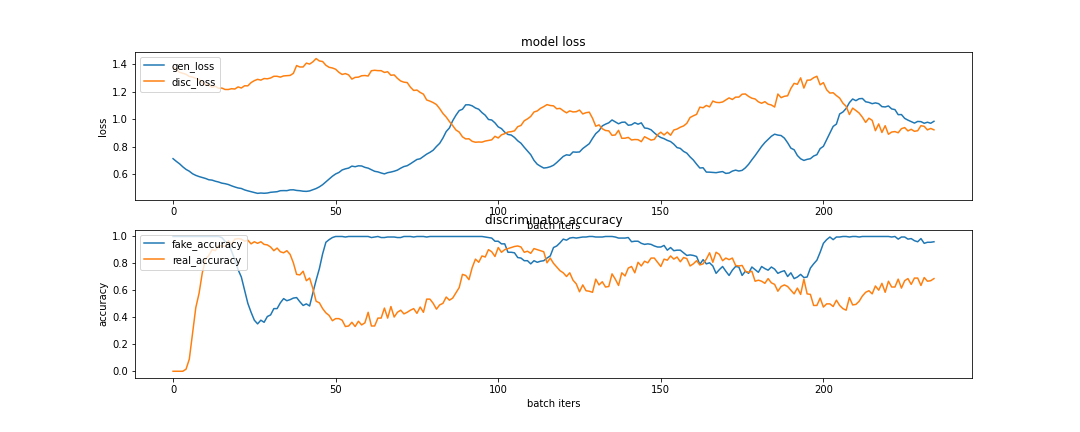 model loss
gen_loss
disc_loss
loss
1.4
1.2
1.0
0.8
0.6
0 50 100 150 200
batch iters
discriminator accuracy
fake_accuracy
real_accuracy
accuracy
1.0
0.8
0.6
0.4
0.2
0.0
0 50 100 150 200
batch iters